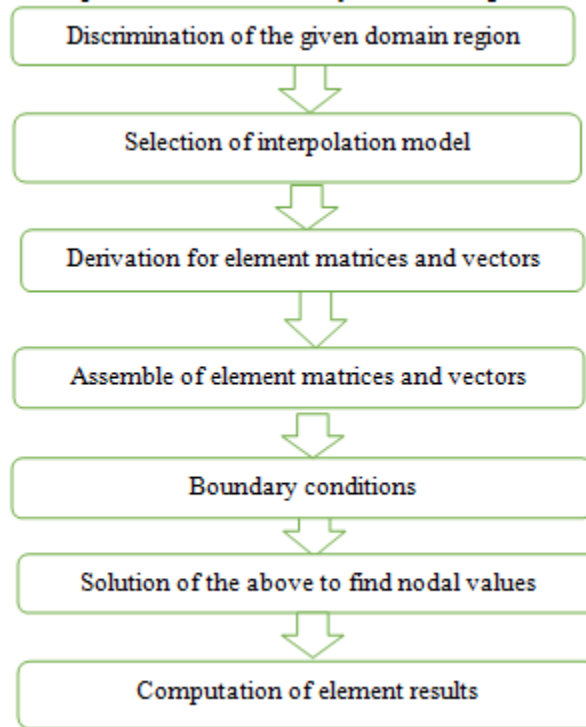 Discrimination of the given domain region
Selection of interpolation model
Derivation for element matrices and vectors
Assemble of element matrices and vectors
Boundary conditions
Solution of the above to find nodal values
Computation of element results